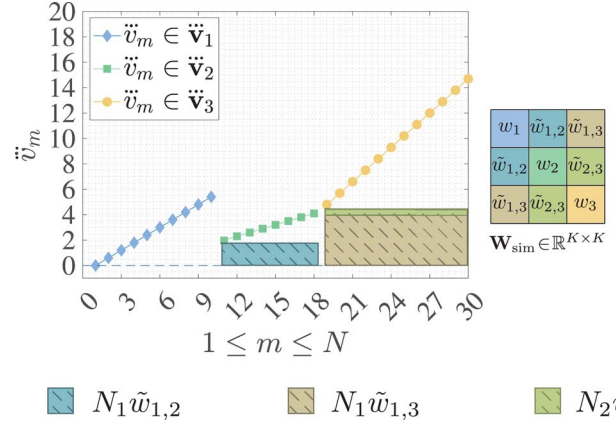 20
18
16
14
12
10
8
6
4
2
0
v⃛_m
v⃛_m ∈ v⃛_1
v⃛_m ∈ v⃛_2
v⃛_m ∈ v⃛_3
0 3 6 9 12 15 18 21 24 27 30
1 ≤ m ≤ N
w_1 w̃_{1,2} w̃_{1,3}
w̃_{1,2} w_2 w̃_{2,3}
w̃_{1,3} w̃_{2,3} w_3
W_sim ∈ ℝ^{K×K}
N_1 w̃_{1,2} N_1 w̃_{1,3} N_2